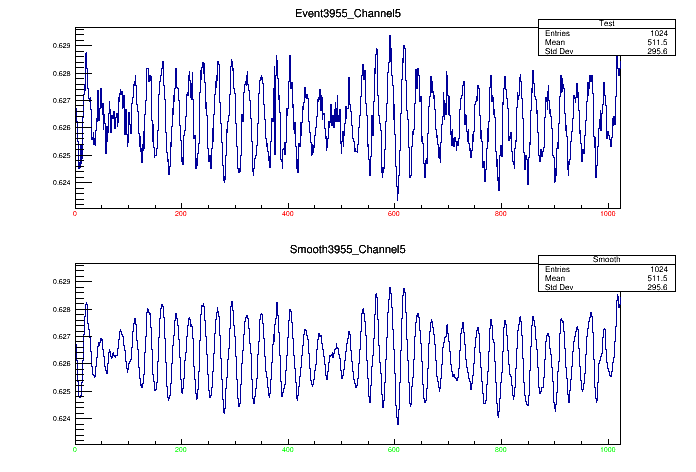 Event3955_Channel5
Test
Entries 1024
Mean 511.5
Std Dev 295.6
0.629
0.628
0.627
0.626
0.625
0.624
0 200 400 600 800 1000
Smooth3955_Channel5
Smooth
Entries 1024
Mean 511.5
Std Dev 295.6
0.629
0.628
0.627
0.626
0.625
0.624
0 200 400 600 800 1000